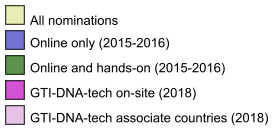 All nominations
Online only (2015-2016)
Online and hands-on (2015-2016)
GTI-DNA-tech on-site (2018)
GTI-DNA-tech associate countries (2018)